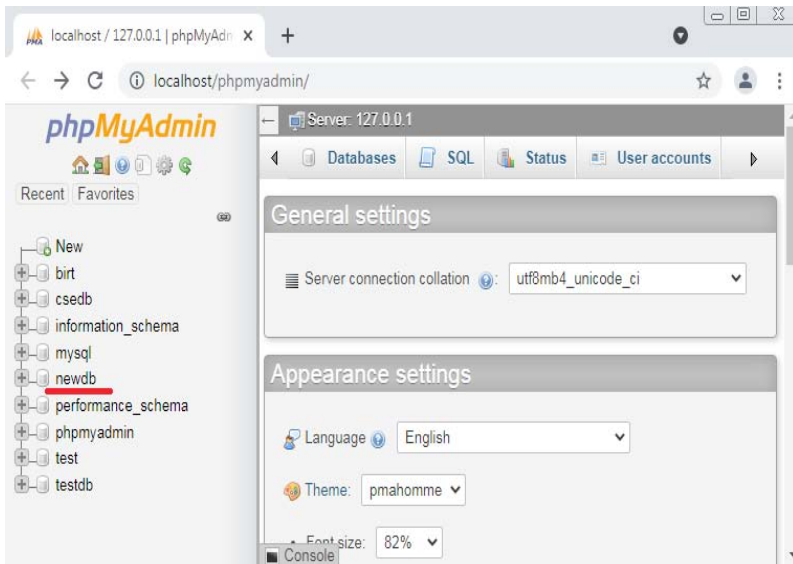 localhost / 127.0.0.1 | phpMyAdn
localhost/phpmyadmin/
phpMyAdmin
Recent Favorites
New
birt
csedb
information_schema
mysql
newdb
performance_schema
phpmyadmin
test
testdb
Server: 127.0.0.1
Databases SQL Status User accounts
General settings
Server connection collation : utf8mb4_unicode_ci
Appearance settings
Language English
Theme: pmahomme
Font size: 82%
Console